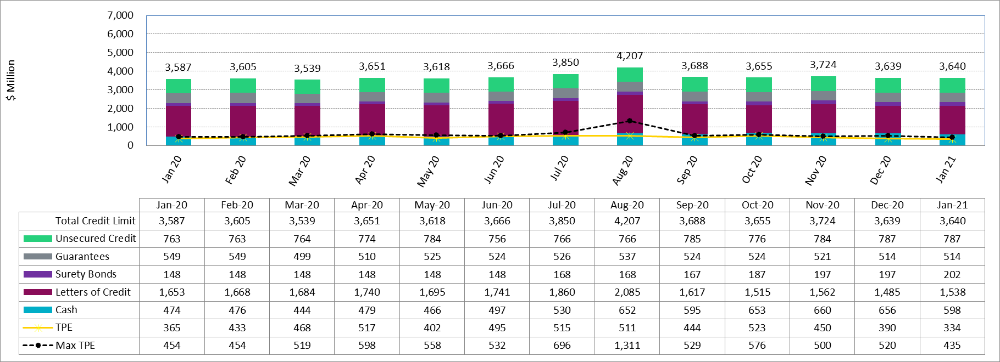 $ Million
7,000
6,000
5,000
4,000
3,000
2,000
1,000
0
3,587 3,605 3,539 3,651 3,618 3,666 3,850 4,207 3,688 3,655 3,724 3,639 3,640
Jan 20 Feb 20 Mar 20 Apr 20 May 20 Jun 20 Jul 20 Aug 20 Sep 20 Oct 20 Nov 20 Dec 20 Jan 21
Jan-20 Feb-20 Mar-20 Apr-20 May-20 Jun-20 Jul-20 Aug-20 Sep-20 Oct-20 Nov-20 Dec-20 Jan-21
Total Credit Limit 3,587 3,605 3,539 3,651 3,618 3,666 3,850 4,207 3,688 3,655 3,724 3,639 3,640
Unsecured Credit 763 763 764 774 784 756 766 766 785 776 784 787 787
Guarantees 549 549 499 510 525 524 526 537 524 524 521 514 514
Surety Bonds 148 148 148 148 148 148 168 168 167 187 197 197 202
Letters of Credit 1,653 1,668 1,684 1,740 1,695 1,741 1,860 2,085 1,617 1,515 1,562 1,485 1,538
Cash 474 476 444 479 466 497 530 652 595 653 660 656 598
TPE 365 433 468 517 402 495 515 511 444 523 450 390 334
Max TPE 454 454 519 598 558 532 696 1,311 529 576 500 520 435